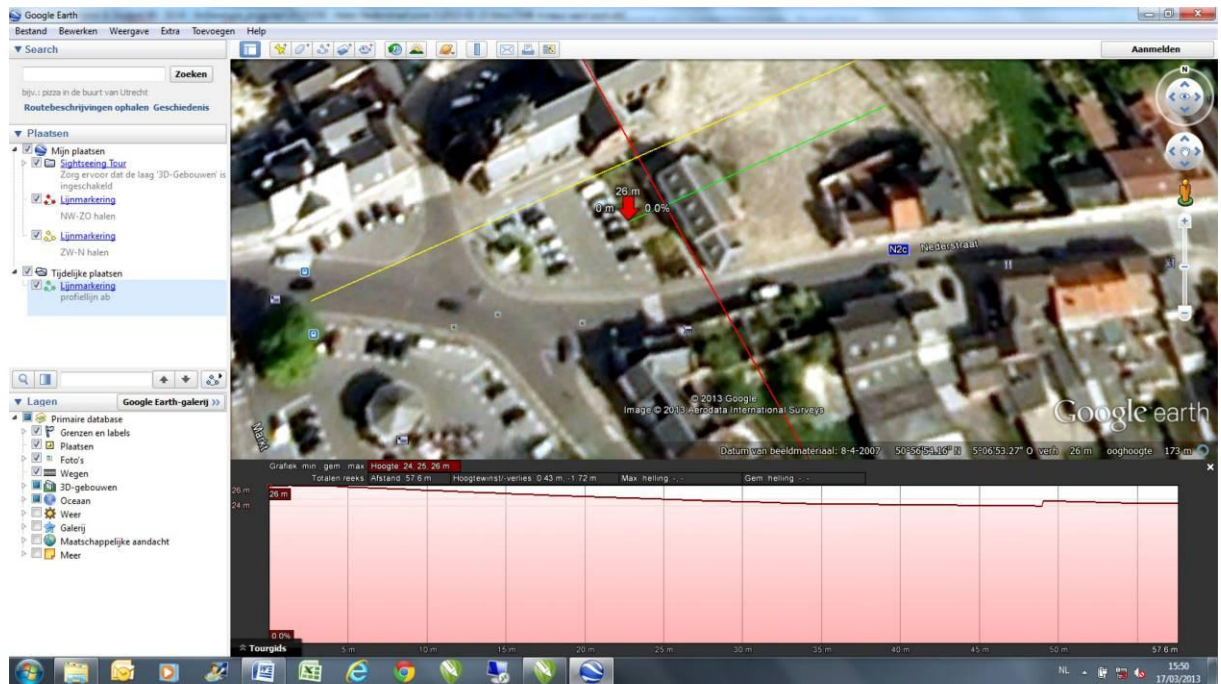 Google Earth
Bestand Bewerken Weergave Extra Toevoegen Help
Search
Zoeken
Aanmelden
bijv.: pizza in de buurt van Utrecht
Routebeschrijvingen ophalen Geschiedenis
Plaatsen
Mijn plaatsen
Sightseeing Tour
Zorg ervoor dat de laag '3D-Gebouwen' is
ingeschakeld
Lijnmarkering
NW-ZO halen
Lijnmarkering
ZW-N halen
Tijdelijke plaatsen
Lijnmarkering
profiellijn ab
Lagen Google Earth-galerij >>
Primaire database
Grenzen en labels
Plaatsen
Foto's
Wegen
3D-gebouwen
Oceaan
Weer
Galerij
Maatschappelijke aandacht
Meer
N
26 m
0 m 0.0%
N2c Nederstraat
Markt
© 2013 Google
Image © 2013 Aerodata International Surveys
Google earth
Datum van beeldmateriaal: 8-4-2007 50°56'54.16" N 5°06'53.27" O verh 26 m ooghoogte 173 m
Grafiek min gem max Hoogte 24, 25, 26 m
Totalen reeks Afstand 57.6 m Hoogtewinst/-verlies 0.43 m, -1.72 m Max helling -, - Gem helling -, -
26 m
26 m
24 m
0.0%
Tourgids
5 m 10 m 15 m 20 m 25 m 30 m 35 m 40 m 45 m 50 m 57.6 m
NL
15:50
17/03/2013